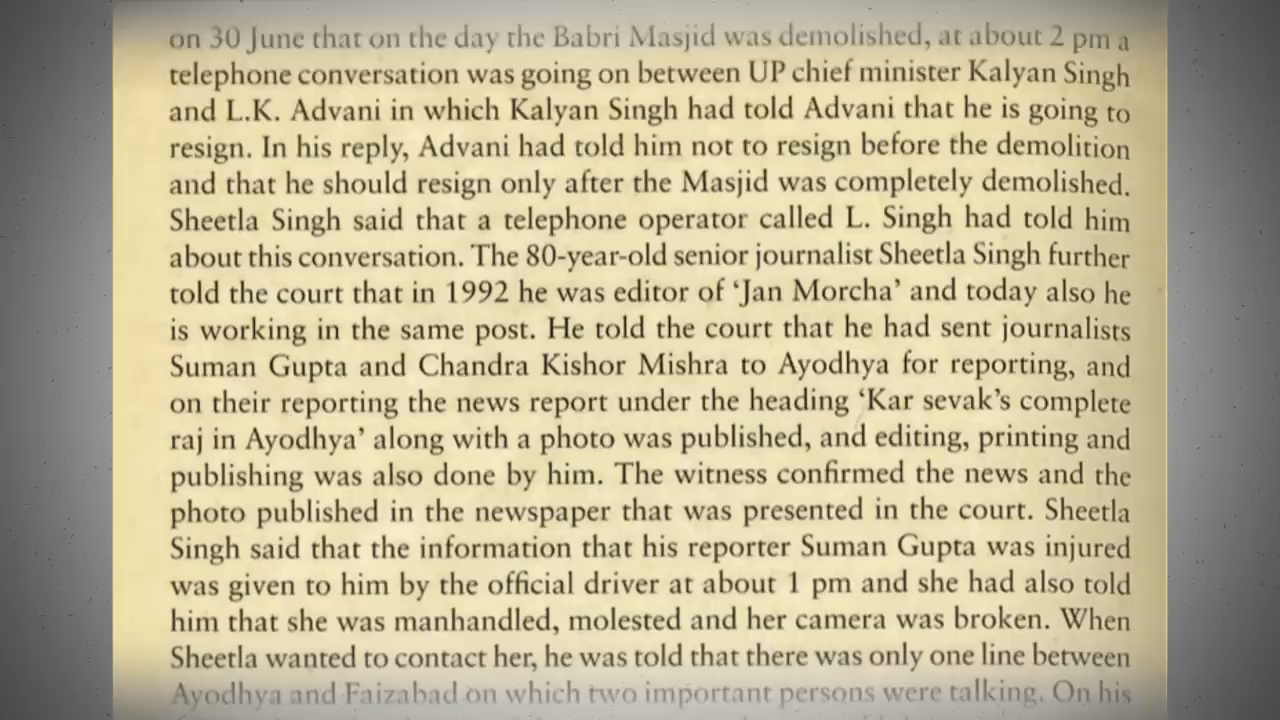 on 30 June that on the day the Babri Masjid was demolished, at about 2 pm a
telephone conversation was going on between UP chief minister Kalyan Singh
and L.K. Advani in which Kalyan Singh had told Advani that he is going to
resign. In his reply, Advani had told him not to resign before the demolition
and that he should resign only after the Masjid was completely demolished.
Sheetla Singh said that a telephone operator called L. Singh had told him
about this conversation. The 80-year-old senior journalist Sheetla Singh further
told the court that in 1992 he was editor of ‘Jan Morcha’ and today also he
is working in the same post. He told the court that he had sent journalists
Suman Gupta and Chandra Kishor Mishra to Ayodhya for reporting, and
on their reporting the news report under the heading ‘Kar sevak’s complete
raj in Ayodhya’ along with a photo was published, and editing, printing and
publishing was also done by him. The witness confirmed the news and the
photo published in the newspaper that was presented in the court. Sheetla
Singh said that the information that his reporter Suman Gupta was injured
was given to him by the official driver at about 1 pm and she had also told
him that she was manhandled, molested and her camera was broken. When
Sheetla wanted to contact her, he was told that there was only one line between
Ayodhya and Faizabad on which two important persons were talking. On his